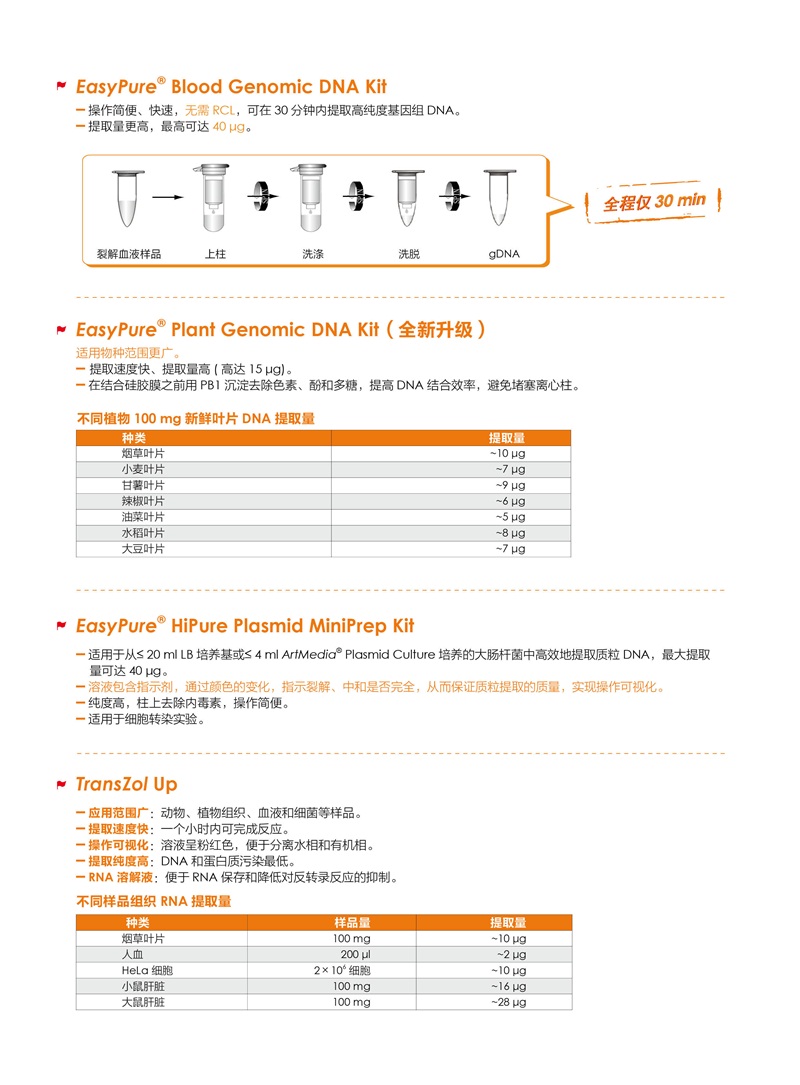 EasyPure® Blood Genomic DNA Kit
━ 操作简便、快速，无需 RCL，可在 30 分钟内提取高纯度基因组 DNA。
━ 提取量更高，最高可达 40 μg。
裂解血液样品 上柱 洗涤 洗脱 gDNA
全程仅 30 min
EasyPure® Plant Genomic DNA Kit（全新升级）
适用物种范围更广。
━ 提取速度快、提取量高 ( 高达 15 μg)。
━ 在结合硅胶膜之前用 PB1 沉淀去除色素、酚和多糖，提高 DNA 结合效率，避免堵塞离心柱。
不同植物 100 mg 新鲜叶片 DNA 提取量
种类 提取量
烟草叶片 ~10 μg
小麦叶片 ~7 μg
甘薯叶片 ~9 μg
辣椒叶片 ~6 μg
油菜叶片 ~5 μg
水稻叶片 ~8 μg
大豆叶片 ~7 μg
EasyPure® HiPure Plasmid MiniPrep Kit
━ 适用于从≤ 20 ml LB 培养基或≤ 4 ml ArtMedia® Plasmid Culture 培养的大肠杆菌中高效地提取质粒 DNA，最大提取
量可达 40 μg。
━ 溶液包含指示剂，通过颜色的变化，指示裂解、中和是否完全，从而保证质粒提取的质量，实现操作可视化。
━ 纯度高，柱上去除内毒素，操作简便。
━ 适用于细胞转染实验。
TransZol Up
━ 应用范围广：动物、植物组织、血液和细菌等样品。
━ 提取速度快：一个小时内可完成反应。
━ 操作可视化：溶液呈粉红色，便于分离水相和有机相。
━ 提取纯度高：DNA 和蛋白质污染最低。
━ RNA 溶解液：便于 RNA 保存和降低对反转录反应的抑制。
不同样品组织 RNA 提取量
种类 样品量 提取量
烟草叶片 100 mg ~10 μg
人血 200 μl ~2 μg
HeLa 细胞 2×10⁶ 细胞 ~10 μg
小鼠肝脏 100 mg ~16 μg
大鼠肝脏 100 mg ~28 μg